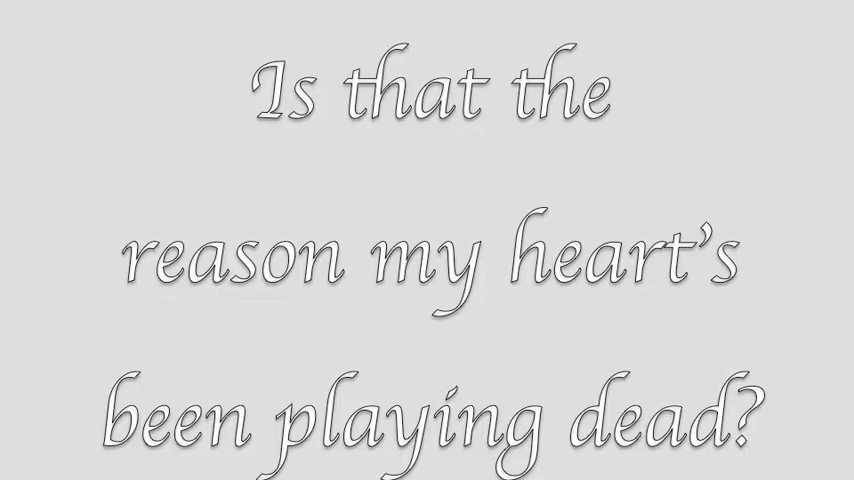 Is that the
reason my heart’s
been playing dead?